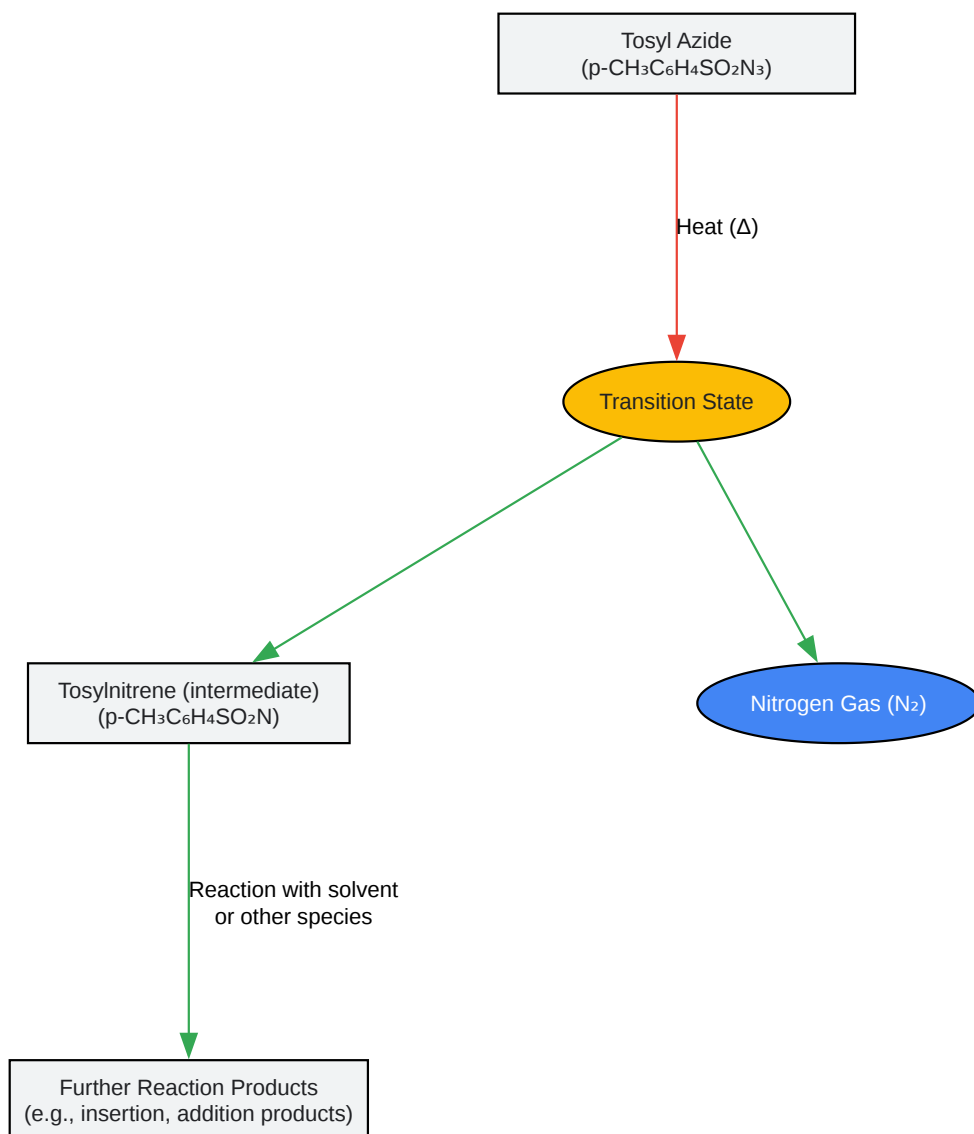 Tosyl Azide
(p-CH₃C₆H₄SO₂N₃)
Heat (Δ)
Transition State
Tosylnitrene (intermediate)
(p-CH₃C₆H₄SO₂N)
Nitrogen Gas (N₂)
Reaction with solvent
or other species
Further Reaction Products
(e.g., insertion, addition products)